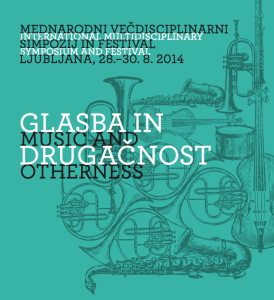 MEDNARODNI VEČDISCIPLINARNI
INTERNATIONAL MULTIDISCIPLINARY
SIMPOZIJ IN FESTIVAL
SYMPOSIUM AND FESTIVAL
LJUBLJANA, 28.–30. 8. 2014
GLASBA IN
MUSIC AND
DRUGAČNOST
OTHERNESS